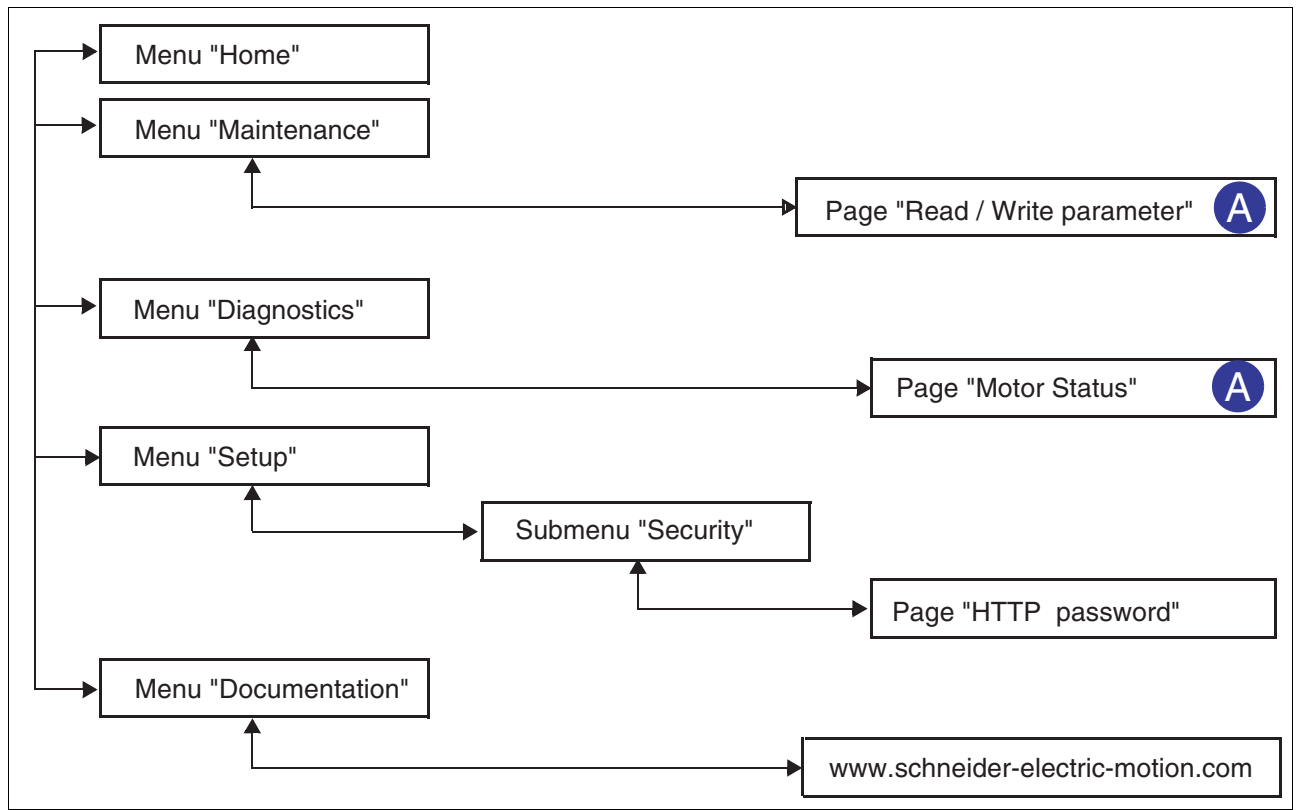 Menu "Home"
Menu "Maintenance"
Page "Read / Write parameter" A
Menu "Diagnostics"
Page "Motor Status" A
Menu "Setup"
Submenu "Security"
Page "HTTP password"
Menu "Documentation"
www.schneider-electric-motion.com